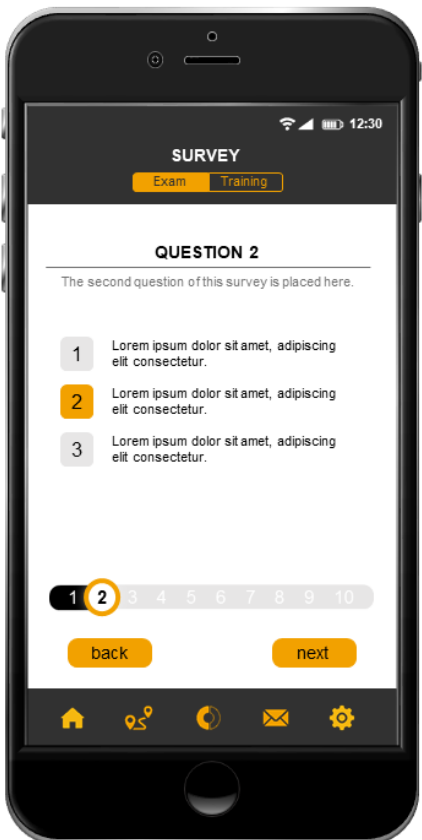 12:30
SURVEY
Exam Training
QUESTION 2
The second question of this survey is placed here.
1 Lorem ipsum dolor sit amet, adipiscing
elit consectetur.
2 Lorem ipsum dolor sit amet, adipiscing
elit consectetur.
3 Lorem ipsum dolor sit amet, adipiscing
elit consectetur.
1 2 3 4 5 6 7 8 9 10
back next